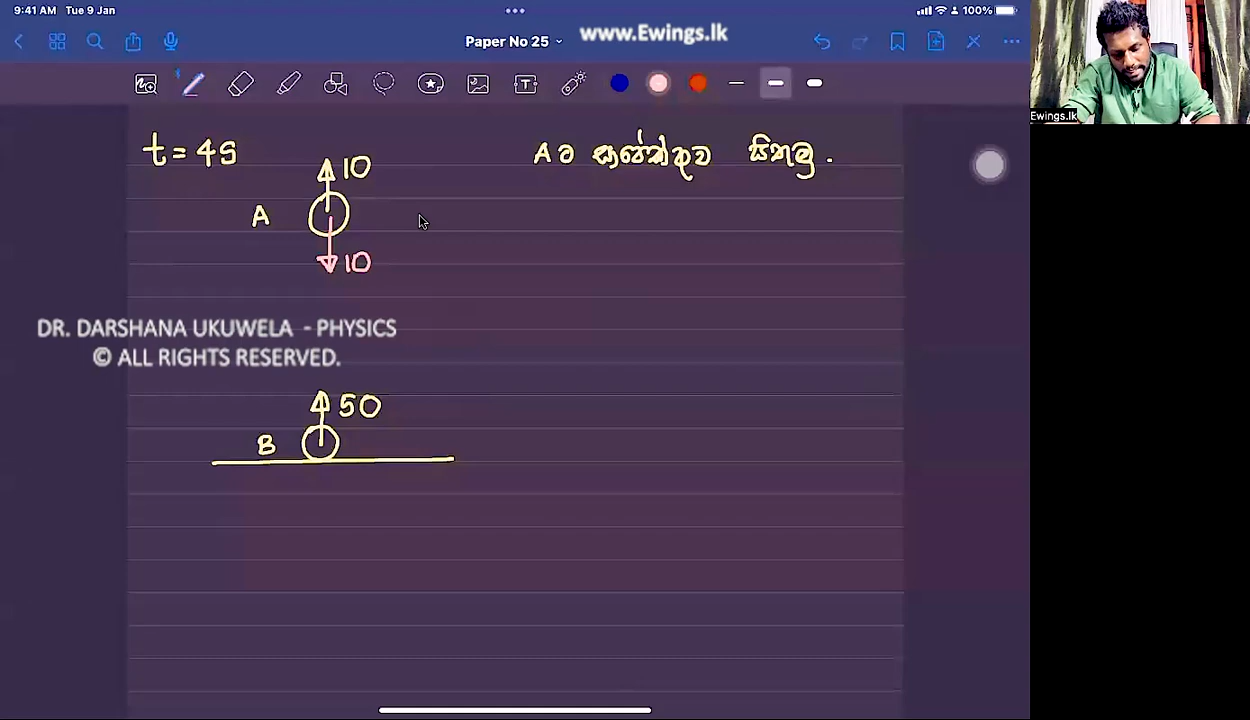 9:41 AM Tue 9 Jan
100%
Paper No 25
www.Ewings.lk
t = 4s
10
A ට සාපේක්ෂව සිතමු.
A
10
DR. DARSHANA UKUWELA - PHYSICS
© ALL RIGHTS RESERVED.
50
B
Ewings.lk